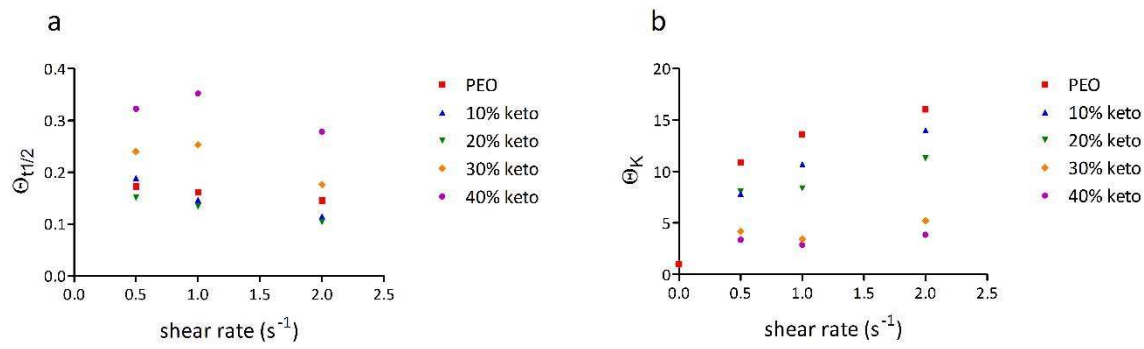 a
Θt1/2
0.4
0.3
0.2
0.1
0.0
0.0 0.5 1.0 1.5 2.0 2.5
shear rate (s⁻¹)
PEO
10% keto
20% keto
30% keto
40% keto
b
ΘK
20
15
10
5
0
0.0 0.5 1.0 1.5 2.0 2.5
shear rate (s⁻¹)
PEO
10% keto
20% keto
30% keto
40% keto